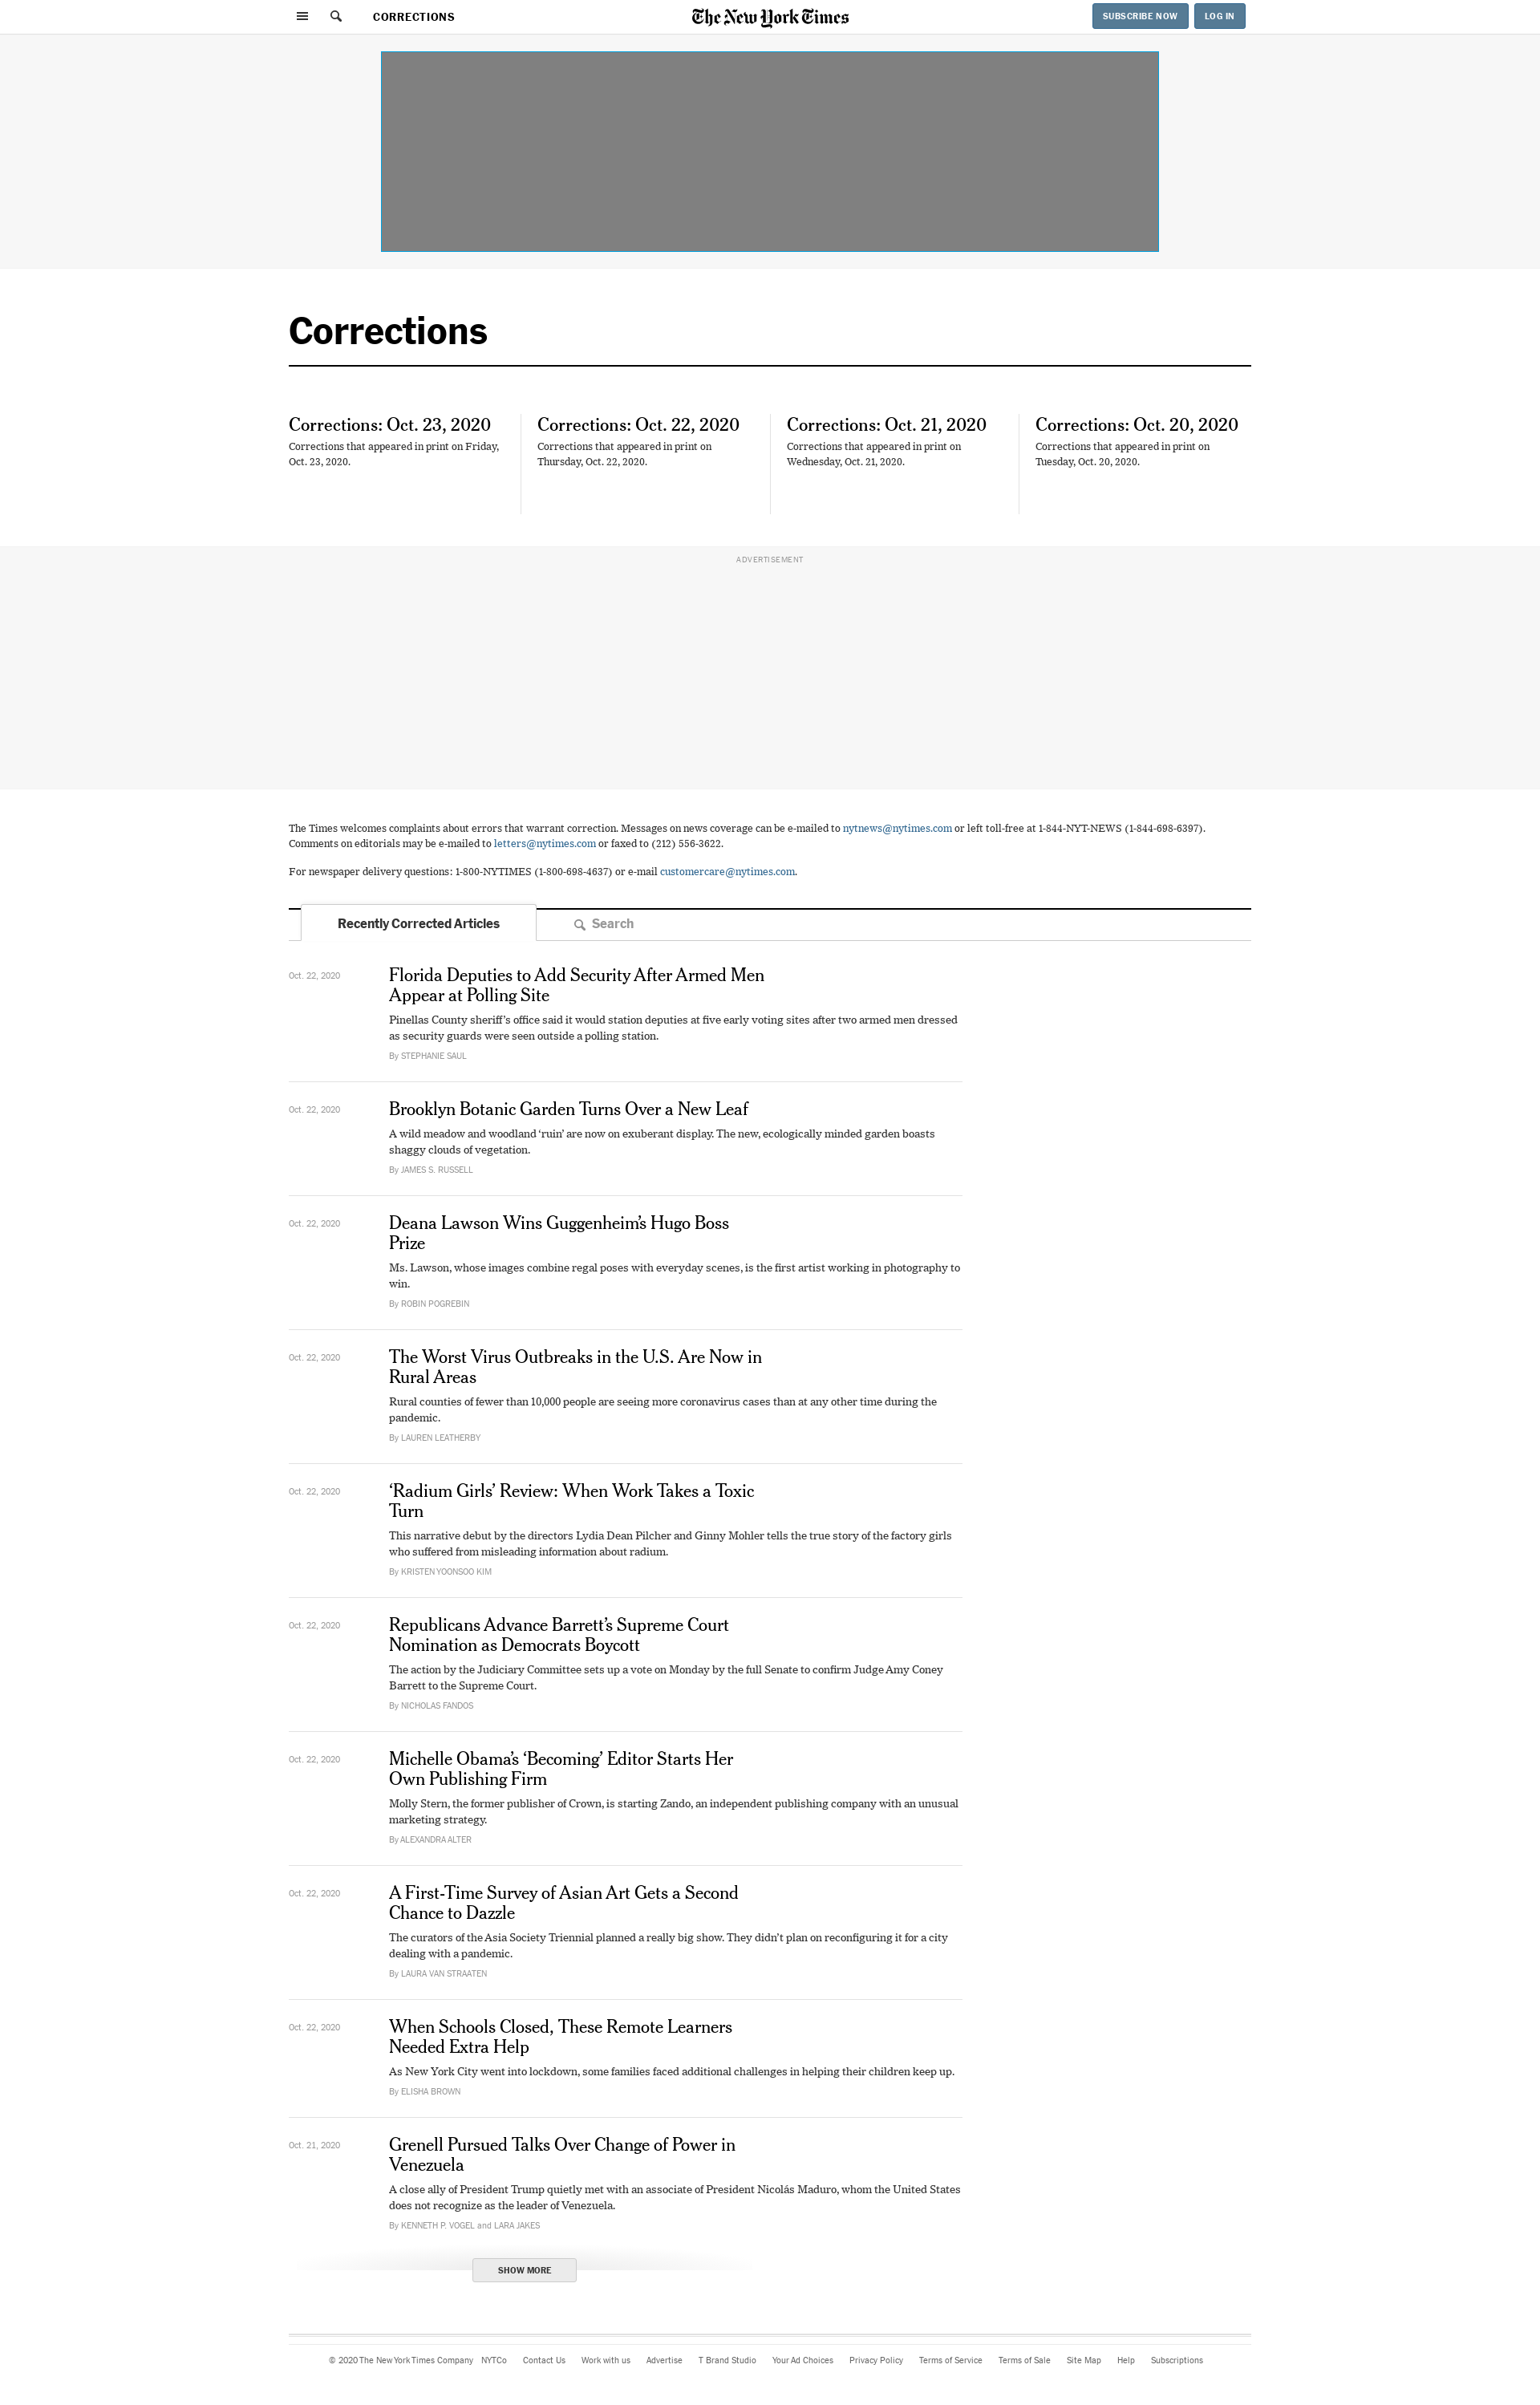 CORRECTIONS
The New York Times
SUBSCRIBE NOW
LOG IN
Corrections
Corrections: Oct. 23, 2020
Corrections that appeared in print on Friday,
Oct. 23, 2020.
Corrections: Oct. 22, 2020
Corrections that appeared in print on
Thursday, Oct. 22, 2020.
Corrections: Oct. 21, 2020
Corrections that appeared in print on
Wednesday, Oct. 21, 2020.
Corrections: Oct. 20, 2020
Corrections that appeared in print on
Tuesday, Oct. 20, 2020.
ADVERTISEMENT
The Times welcomes complaints about errors that warrant correction. Messages on news coverage can be e-mailed to nytnews@nytimes.com or left toll-free at 1-844-NYT-NEWS (1-844-698-6397).
Comments on editorials may be e-mailed to letters@nytimes.com or faxed to (212) 556-3622.
For newspaper delivery questions: 1-800-NYTIMES (1-800-698-4637) or e-mail customercare@nytimes.com.
Recently Corrected Articles
Search
Oct. 22, 2020
Florida Deputies to Add Security After Armed Men
Appear at Polling Site
Pinellas County sheriff’s office said it would station deputies at five early voting sites after two armed men dressed
as security guards were seen outside a polling station.
By STEPHANIE SAUL
Oct. 22, 2020
Brooklyn Botanic Garden Turns Over a New Leaf
A wild meadow and woodland ‘ruin’ are now on exuberant display. The new, ecologically minded garden boasts
shaggy clouds of vegetation.
By JAMES S. RUSSELL
Oct. 22, 2020
Deana Lawson Wins Guggenheim’s Hugo Boss
Prize
Ms. Lawson, whose images combine regal poses with everyday scenes, is the first artist working in photography to
win.
By ROBIN POGREBIN
Oct. 22, 2020
The Worst Virus Outbreaks in the U.S. Are Now in
Rural Areas
Rural counties of fewer than 10,000 people are seeing more coronavirus cases than at any other time during the
pandemic.
By LAUREN LEATHERBY
Oct. 22, 2020
‘Radium Girls’ Review: When Work Takes a Toxic
Turn
This narrative debut by the directors Lydia Dean Pilcher and Ginny Mohler tells the true story of the factory girls
who suffered from misleading information about radium.
By KRISTEN YOONSOO KIM
Oct. 22, 2020
Republicans Advance Barrett’s Supreme Court
Nomination as Democrats Boycott
The action by the Judiciary Committee sets up a vote on Monday by the full Senate to confirm Judge Amy Coney
Barrett to the Supreme Court.
By NICHOLAS FANDOS
Oct. 22, 2020
Michelle Obama’s ‘Becoming’ Editor Starts Her
Own Publishing Firm
Molly Stern, the former publisher of Crown, is starting Zando, an independent publishing company with an unusual
marketing strategy.
By ALEXANDRA ALTER
Oct. 22, 2020
A First-Time Survey of Asian Art Gets a Second
Chance to Dazzle
The curators of the Asia Society Triennial planned a really big show. They didn’t plan on reconfiguring it for a city
dealing with a pandemic.
By LAURA VAN STRAATEN
Oct. 22, 2020
When Schools Closed, These Remote Learners
Needed Extra Help
As New York City went into lockdown, some families faced additional challenges in helping their children keep up.
By ELISHA BROWN
Oct. 21, 2020
Grenell Pursued Talks Over Change of Power in
Venezuela
A close ally of President Trump quietly met with an associate of President Nicolás Maduro, whom the United States
does not recognize as the leader of Venezuela.
By KENNETH P. VOGEL and LARA JAKES
SHOW MORE
© 2020 The New York Times Company NYTCo Contact Us Work with us Advertise T Brand Studio Your Ad Choices Privacy Policy Terms of Service Terms of Sale Site Map Help Subscriptions